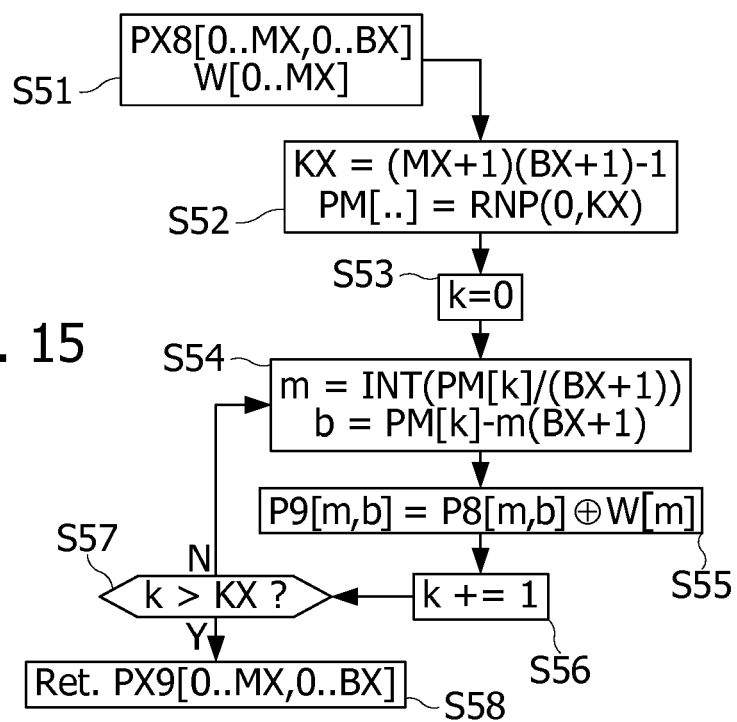 PX8[0..MX,0..BX]
W[0..MX]
S51
KX = (MX+1)(BX+1)-1
PM[..] = RNP(0,KX)
S52
S53
k=0
. 15
S54
m = INT(PM[k]/(BX+1))
b = PM[k]-m(BX+1)
P9[m,b] = P8[m,b]⊕W[m]
S55
S57
N
k > KX ?
k += 1
S56
Y
Ret. PX9[0..MX,0..BX]
S58